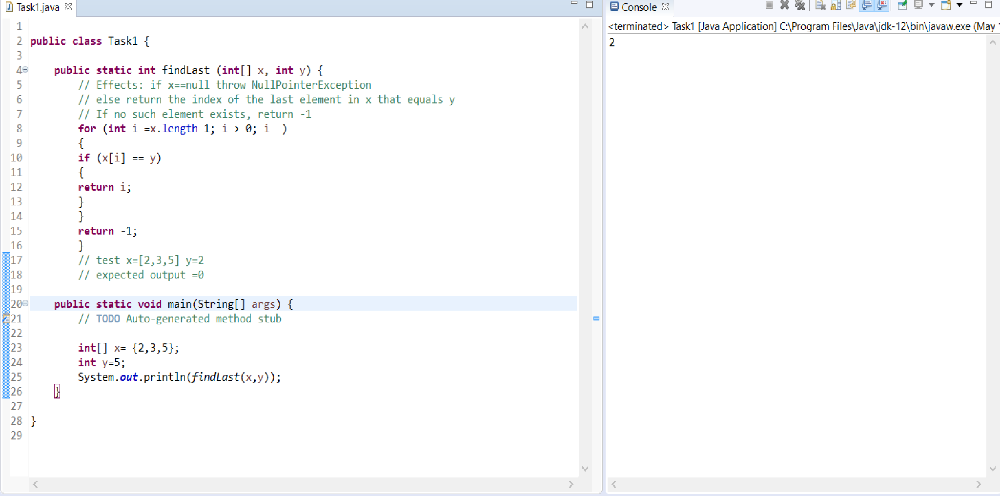 Task1.java
1
2 public class Task1 {
3
4 public static int findLast (int[] x, int y) {
5 // Effects: if x==null throw NullPointerException
6 // else return the index of the last element in x that equals y
7 // If no such element exists, return -1
8 for (int i =x.length-1; i > 0; i--)
9 {
10 if (x[i] == y)
11 {
12 return i;
13 }
14 }
15 return -1;
16 }
17 // test x=[2,3,5] y=2
18 // expected output =0
19
20 public static void main(String[] args) {
21 // TODO Auto-generated method stub
22
23 int[] x= {2,3,5};
24 int y=5;
25 System.out.println(findLast(x,y));
26 }
27
28 }
29
Console
<terminated> Task1 [Java Application] C:\Program Files\Java\jdk-12\bin\javaw.exe (May
2